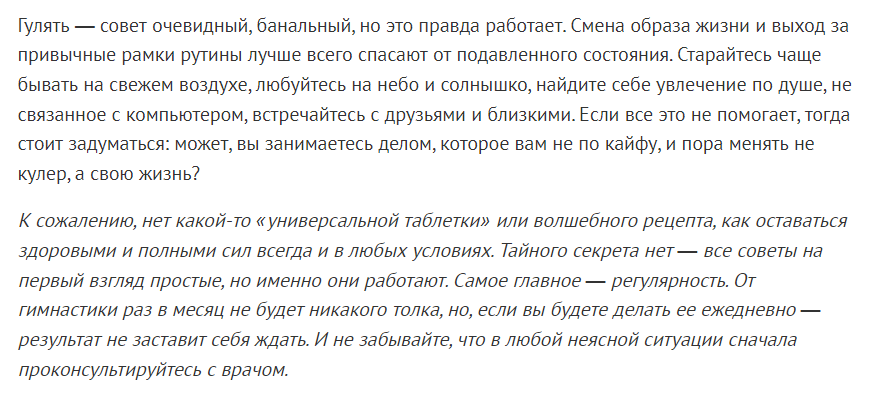 Гулять — совет очевидный, банальный, но это правда работает. Смена образа жизни и выход за
привычные рамки рутины лучше всего спасают от подавленного состояния. Старайтесь чаще
бывать на свежем воздухе, любуйтесь на небо и солнышко, найдите себе увлечение по душе, не
связанное с компьютером, встречайтесь с друзьями и близкими. Если все это не помогает, тогда
стоит задуматься: может, вы занимаетесь делом, которое вам не по кайфу, и пора менять не
кулер, а свою жизнь?
К сожалению, нет какой-то «универсальной таблетки» или волшебного рецепта, как оставаться
здоровыми и полными сил всегда и в любых условиях. Тайного секрета нет — все советы на
первый взгляд простые, но именно они работают. Самое главное — регулярность. От
гимнастики раз в месяц не будет никакого толка, но, если вы будете делать ее ежедневно —
результат не заставит себя ждать. И не забывайте, что в любой неясной ситуации сначала
проконсультируйтесь с врачом.